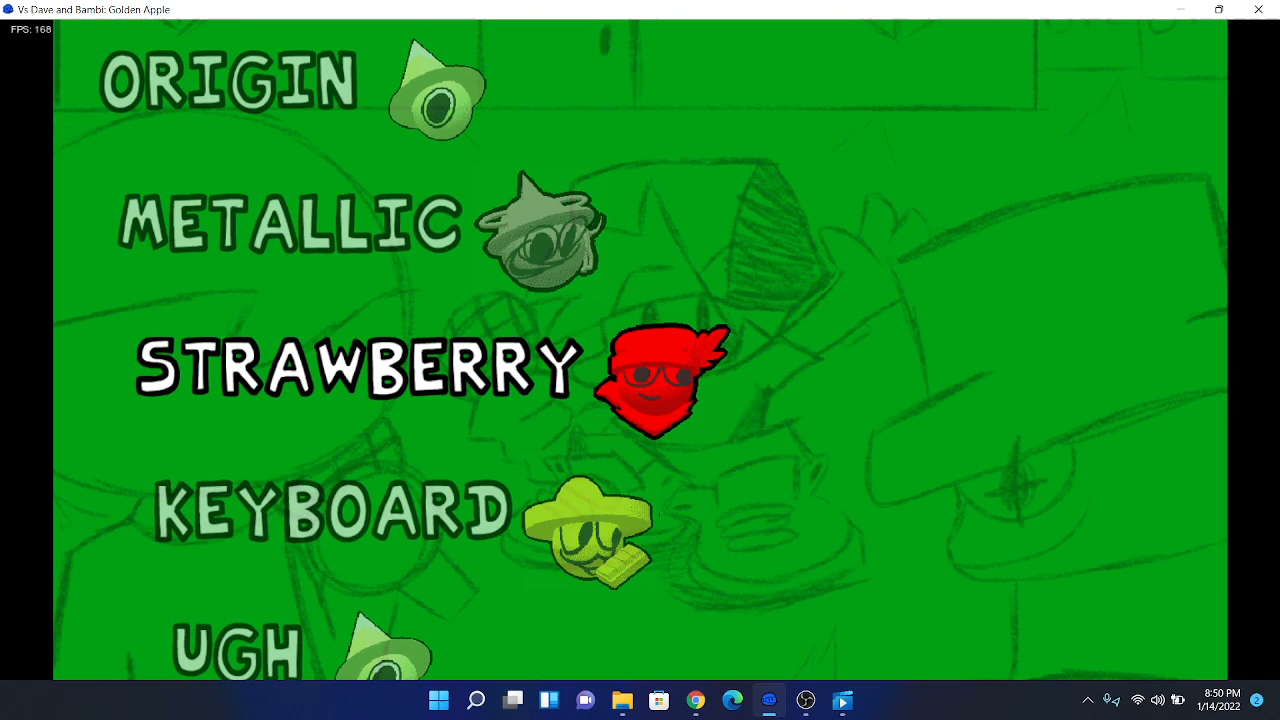 Vs Dave and Bambi: Golden Apple
FPS: 168
ORIGIN
METALLIC
STRAWBERRY
KEYBOARD
UGH
8:50 PM
1/14/2022
2